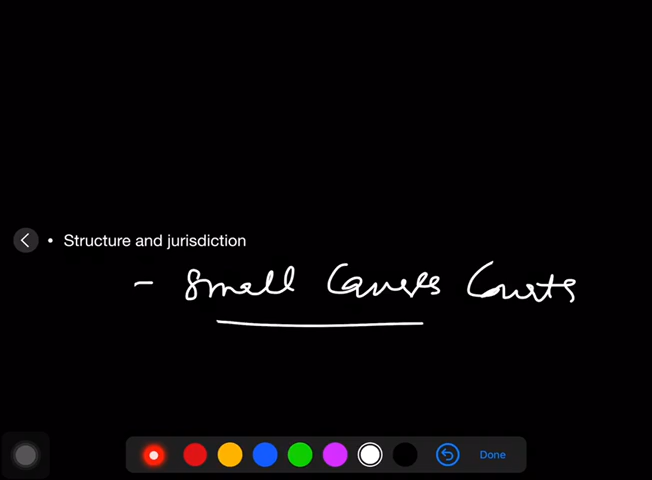 • Structure and jurisdiction
- Small Causes Courts
Done